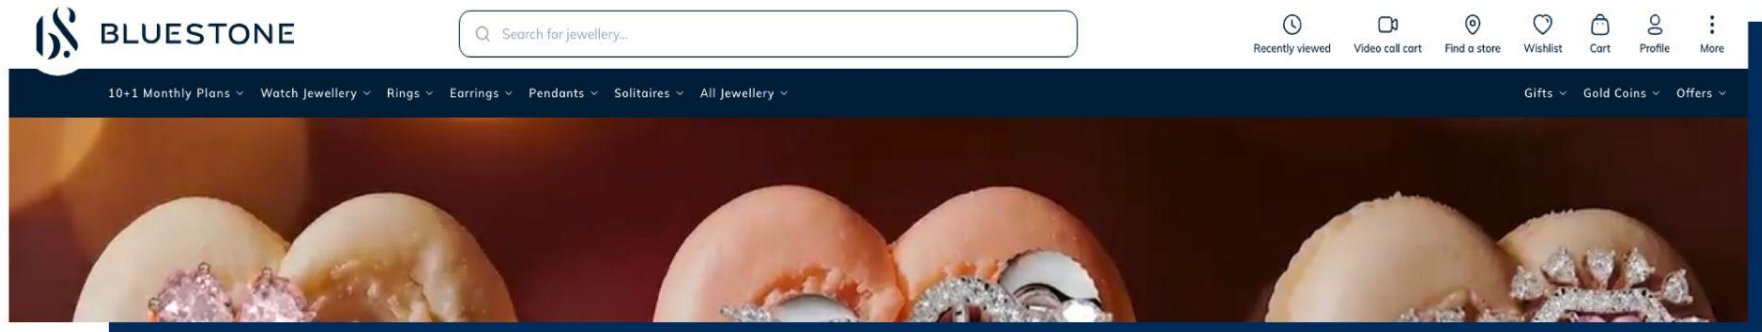 BLUESTONE
Search for jewellery...
Recently viewed Video call cart Find a store Wishlist Cart Profile More
10+1 Monthly Plans Watch Jewellery Rings Earrings Pendants Solitaires All Jewellery Gifts Gold Coins Offers